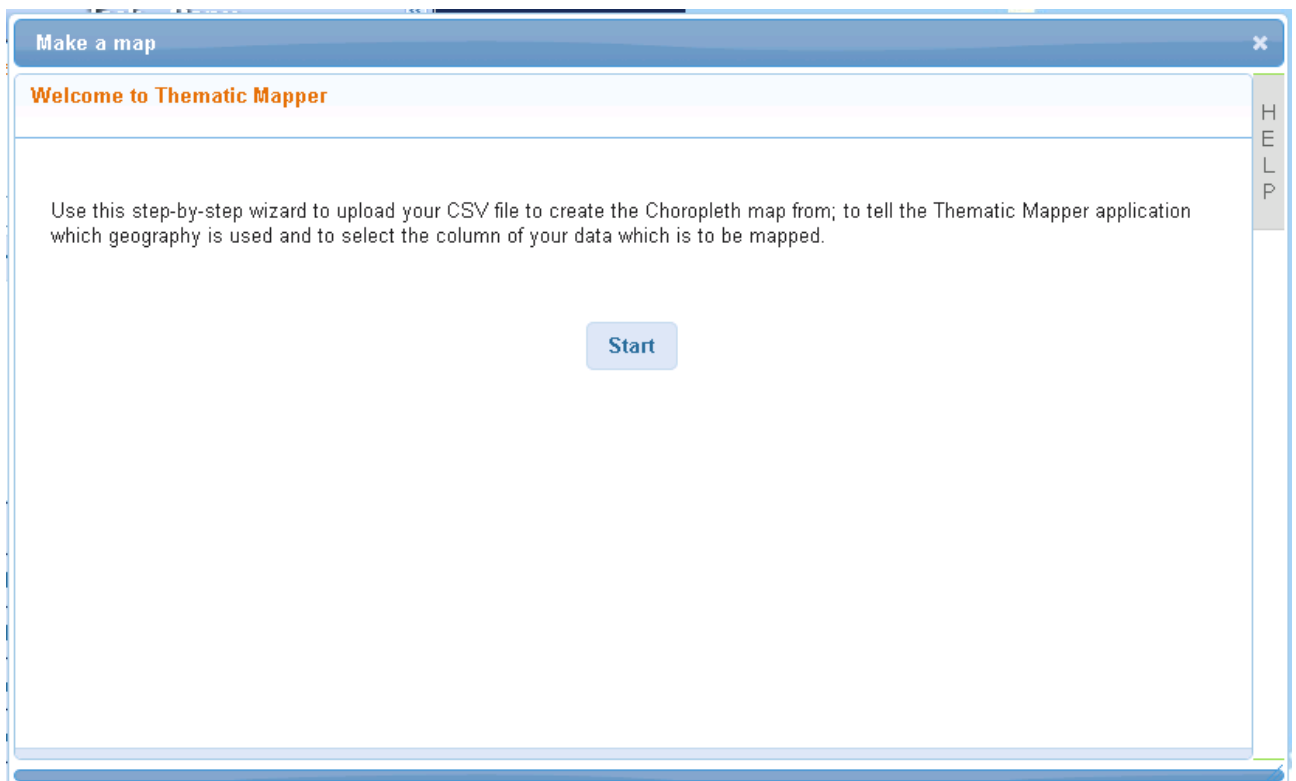 Make a map
Welcome to Thematic Mapper
HELP
Use this step-by-step wizard to upload your CSV file to create the Choropleth map from; to tell the Thematic Mapper application
which geography is used and to select the column of your data which is to be mapped.
Start